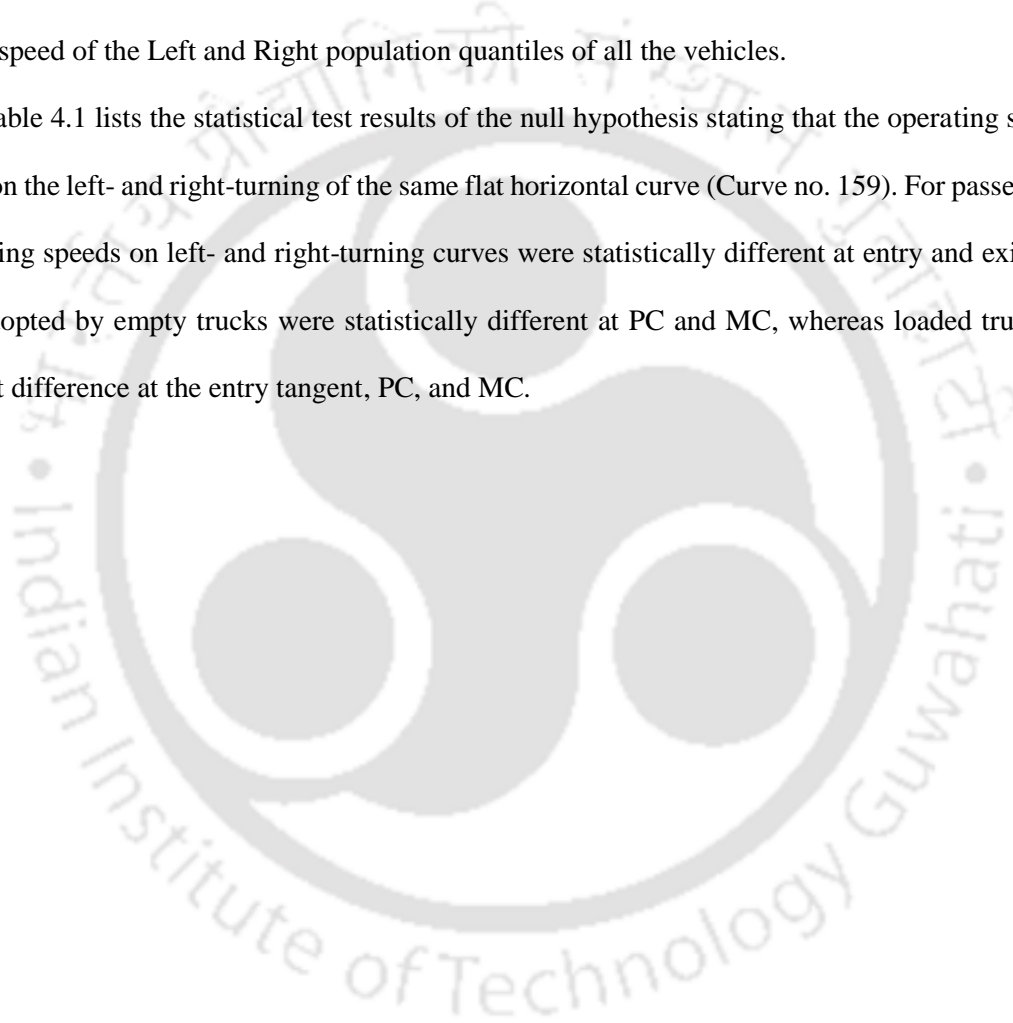 speed of the Left and Right population quantiles of all the vehicles.
able 4.1 lists the statistical test results of the null hypothesis stating that the operating s
on the left- and right-turning of the same flat horizontal curve (Curve no. 159). For passe
ing speeds on left- and right-turning curves were statistically different at entry and exi
opted by empty trucks were statistically different at PC and MC, whereas loaded tru
t difference at the entry tangent, PC, and MC.
Indian Institute of Technology Guwahati